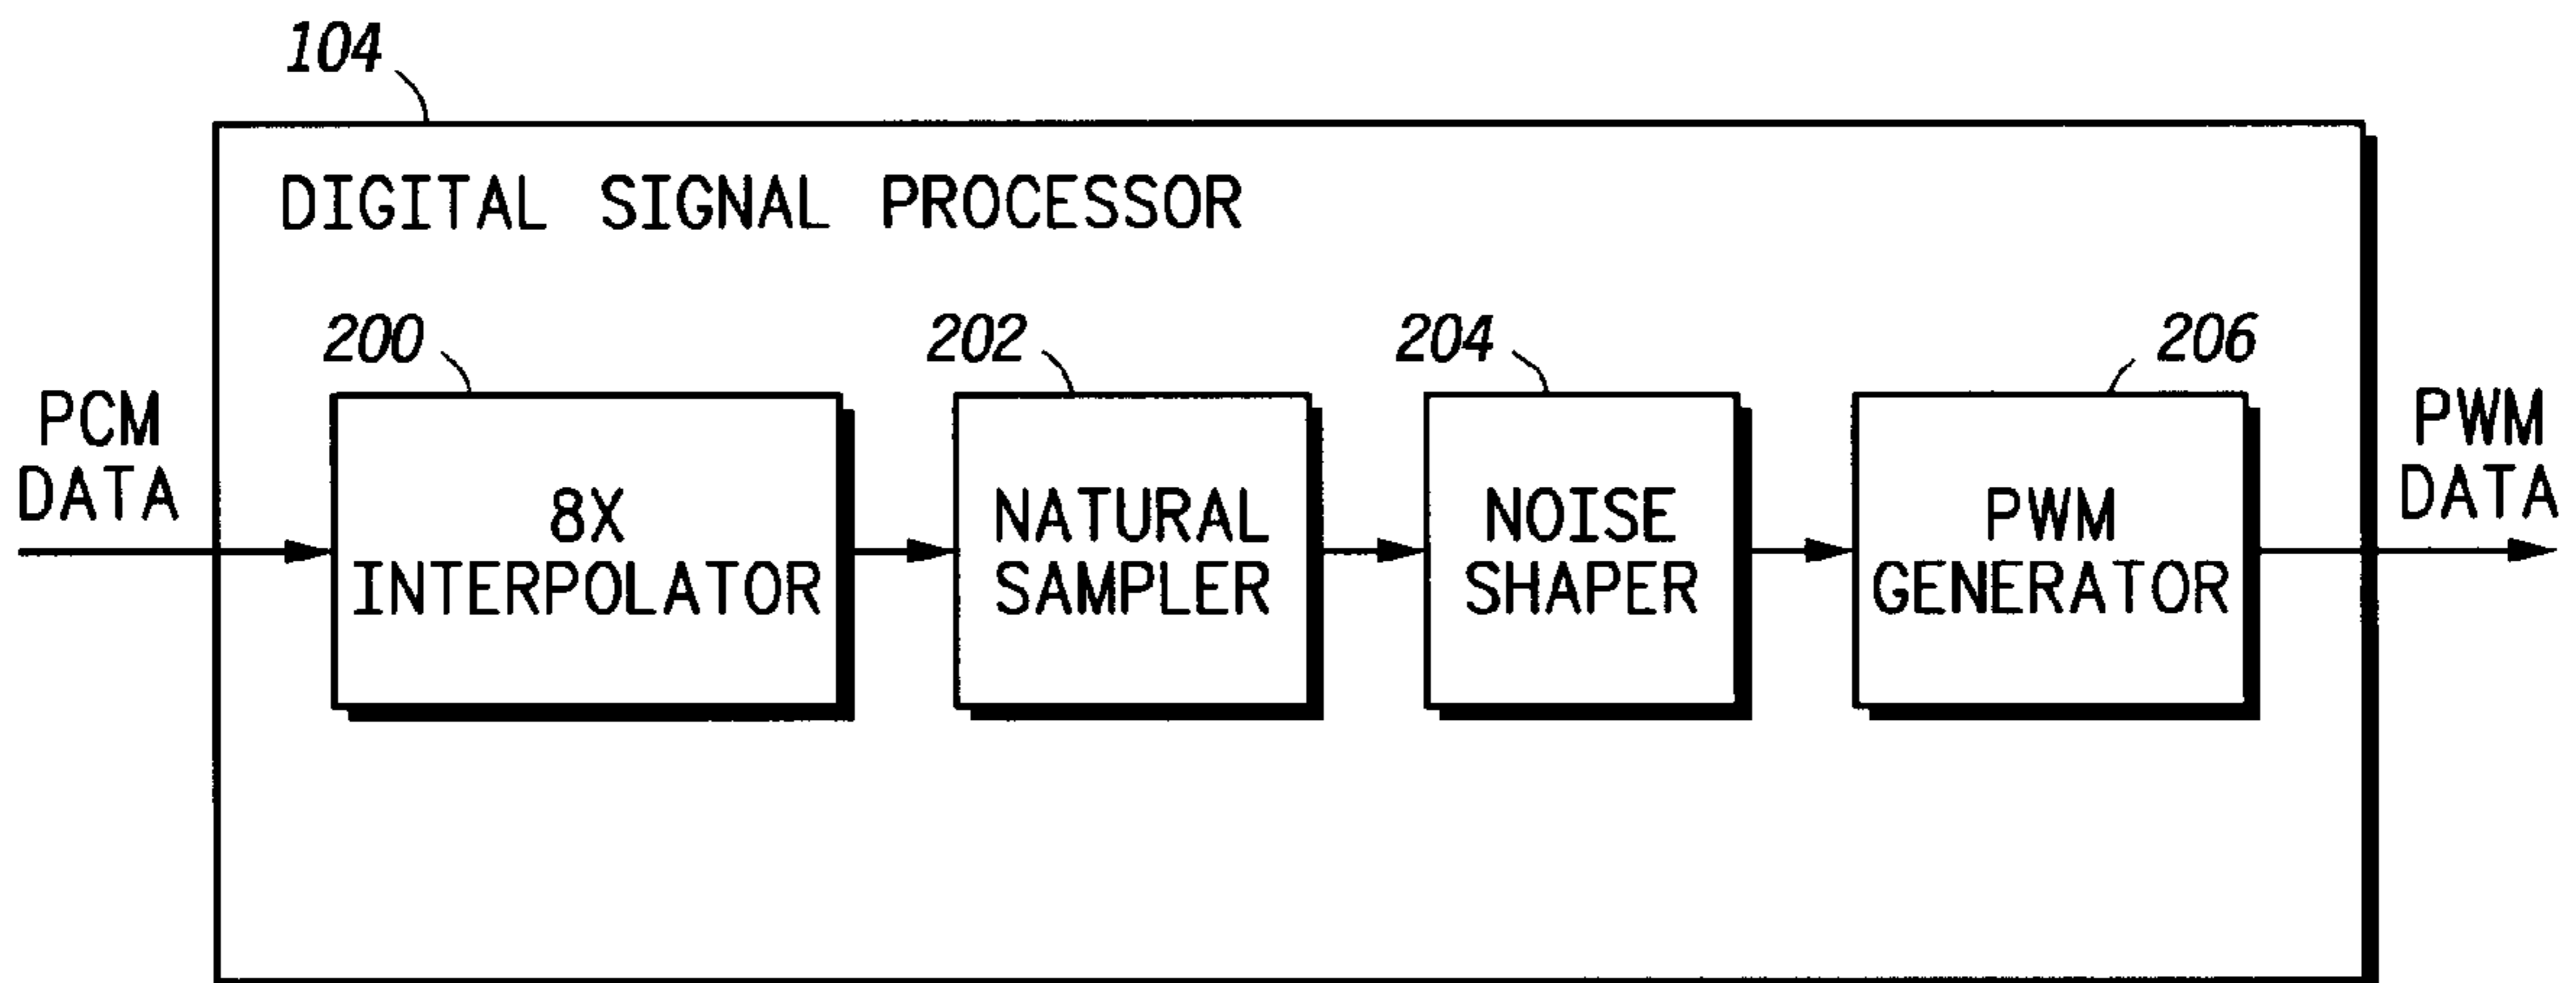 104
DIGITAL SIGNAL PROCESSOR
200
202
204
206
PCM
DATA
8X
INTERPOLATOR
NATURAL
SAMPLER
NOISE
SHAPER
PWM
GENERATOR
PWM
DATA